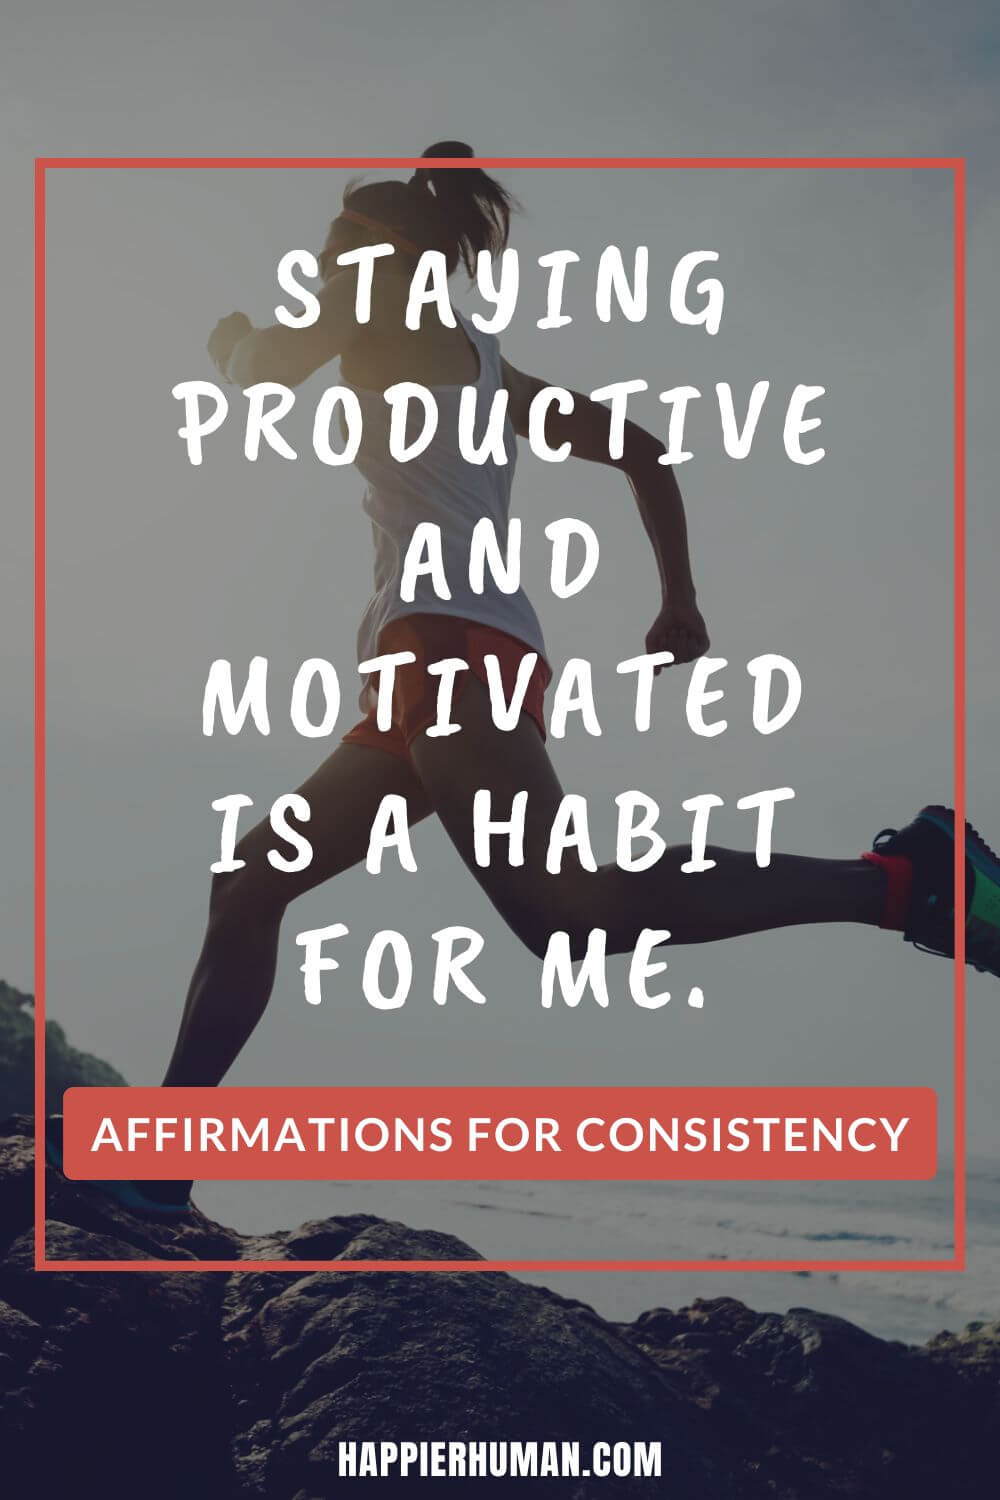 STAYING
PRODUCTIVE
AND
MOTIVATED
IS A HABIT
FOR ME.
AFFIRMATIONS FOR CONSISTENCY
HAPPIERHUMAN.COM